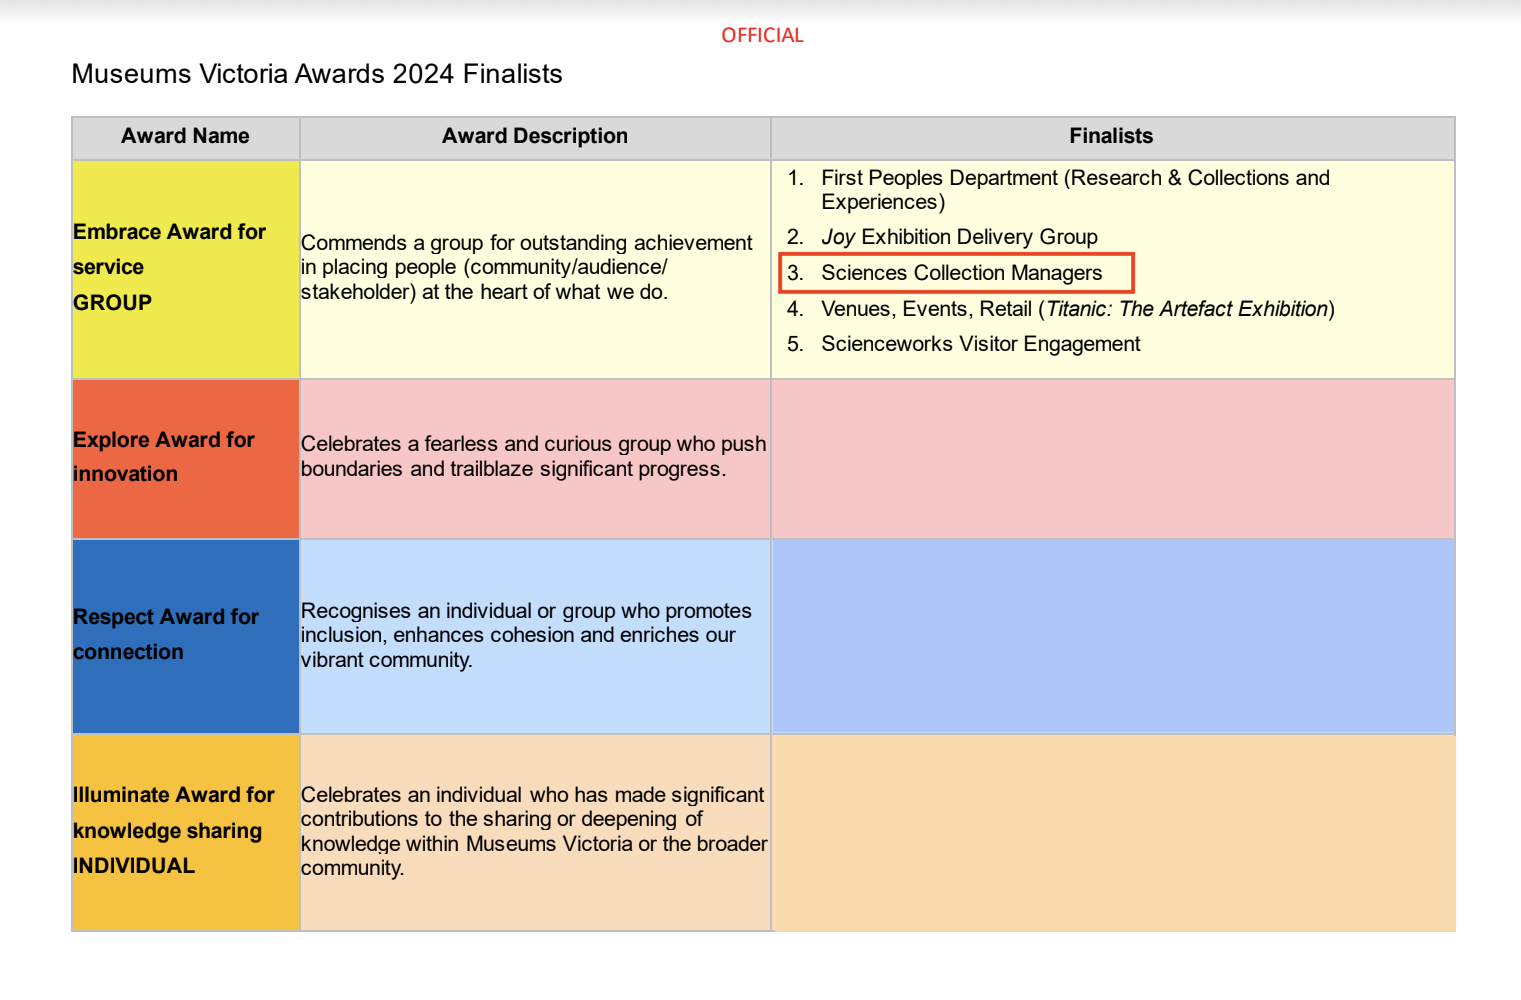 OFFICIAL
Museums Victoria Awards 2024 Finalists
Award Name
Award Description
Finalists
Embrace Award for
service
GROUP
Commends a group for outstanding achievement
in placing people (community/audience/
stakeholder) at the heart of what we do.
1. First Peoples Department (Research & Collections and
Experiences)
2. Joy Exhibition Delivery Group
3. Sciences Collection Managers
4. Venues, Events, Retail (Titanic: The Artefact Exhibition)
5. Scienceworks Visitor Engagement
Explore Award for
innovation
Celebrates a fearless and curious group who push
boundaries and trailblaze significant progress.
Respect Award for
connection
Recognises an individual or group who promotes
inclusion, enhances cohesion and enriches our
vibrant community.
Illuminate Award for
knowledge sharing
INDIVIDUAL
Celebrates an individual who has made significant
contributions to the sharing or deepening of
knowledge within Museums Victoria or the broader
community.